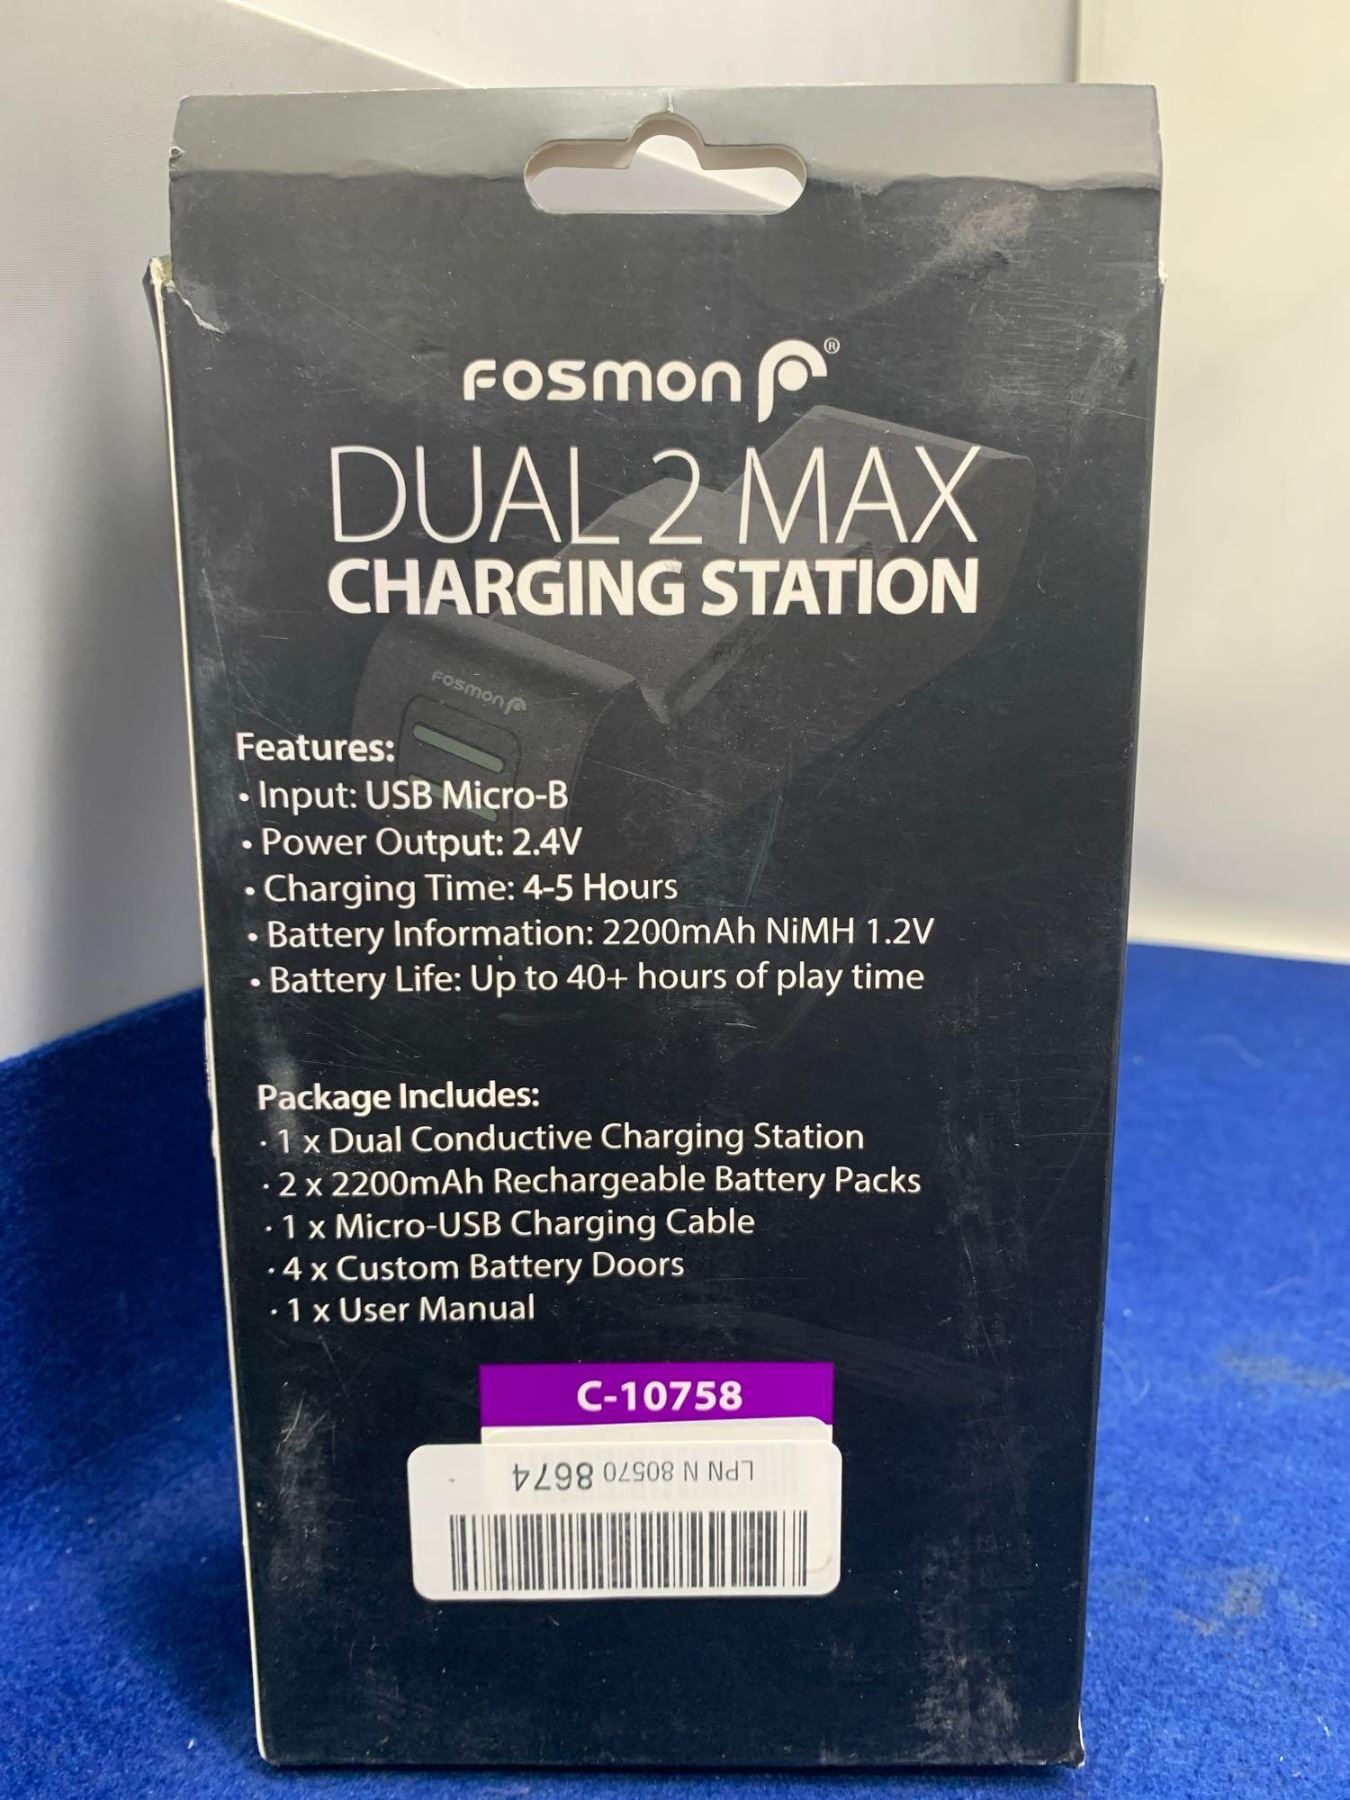 FOSMON ®
DUAL 2 MAX
CHARGING STATION
FOSMON
Features:
• Input: USB Micro-B
• Power Output: 2.4V
• Charging Time: 4-5 Hours
• Battery Information: 2200mAh NiMH 1.2V
• Battery Life: Up to 40+ hours of play time
Package Includes:
· 1 x Dual Conductive Charging Station
· 2 x 2200mAh Rechargeable Battery Packs
· 1 x Micro-USB Charging Cable
· 4 x Custom Battery Doors
· 1 x User Manual
C-10758
LPN N 80570 8674